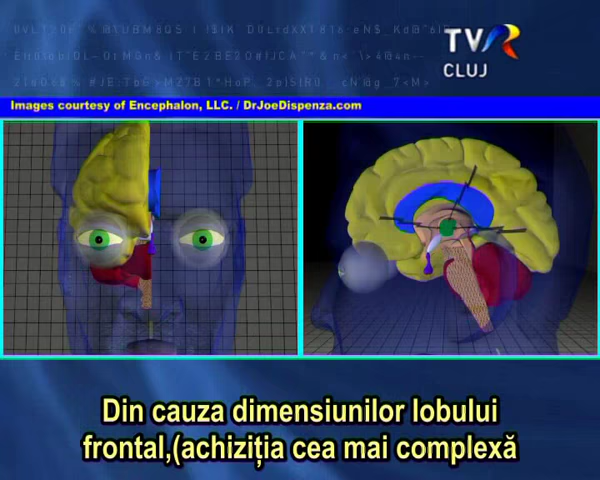 TVR
CLUJ
Images courtesy of Encephalon, LLC. / DrJoeDispenza.com
Din cauza dimensiunilor lobului
frontal,(achiziția cea mai complexă